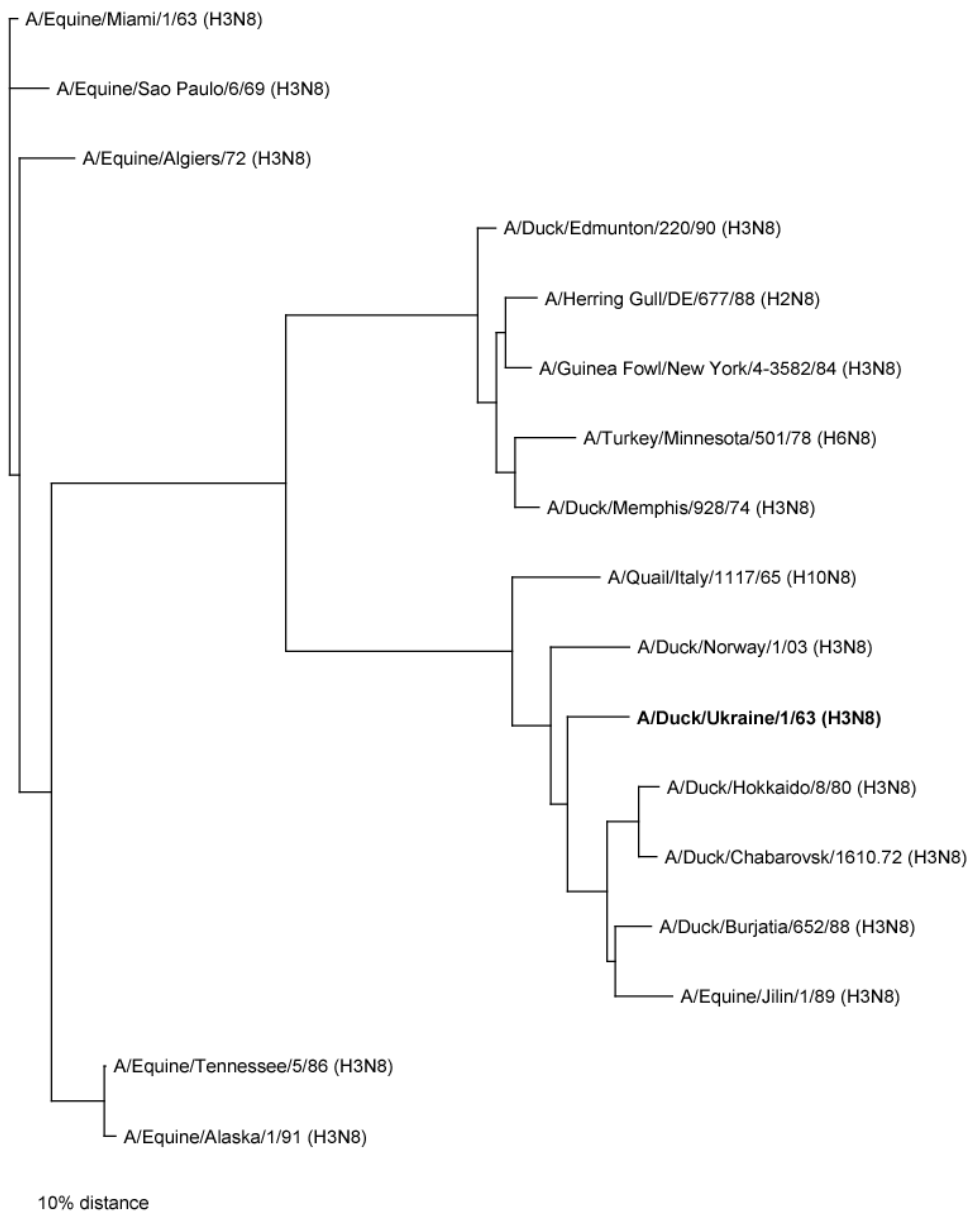 A/Equine/Miami/1/63 (H3N8)
A/Equine/Sao Paulo/6/69 (H3N8)
A/Equine/Algiers/72 (H3N8)
A/Duck/Edmunton/220/90 (H3N8)
A/Herring Gull/DE/677/88 (H2N8)
A/Guinea Fowl/New York/4-3582/84 (H3N8)
A/Turkey/Minnesota/501/78 (H6N8)
A/Duck/Memphis/928/74 (H3N8)
A/Quail/Italy/1117/65 (H10N8)
A/Duck/Norway/1/03 (H3N8)
A/Duck/Ukraine/1/63 (H3N8)
A/Duck/Hokkaido/8/80 (H3N8)
A/Duck/Chabarovsk/1610.72 (H3N8)
A/Duck/Burjatia/652/88 (H3N8)
A/Equine/Jilin/1/89 (H3N8)
A/Equine/Tennessee/5/86 (H3N8)
A/Equine/Alaska/1/91 (H3N8)
10% distance